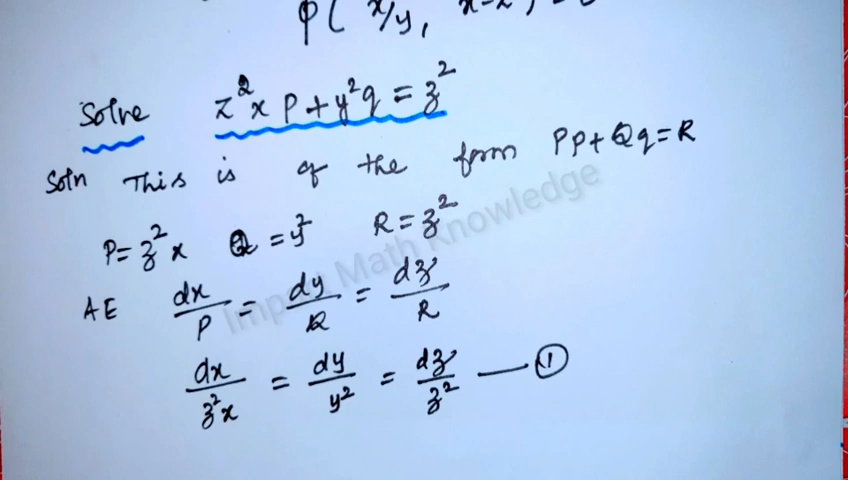 φ( x/y,
Solve z²x p + y²q = z²
Soln This is of the form Pp + Qq = R
P = z²x Q = y² R = z²
AE dx/P = dy/Q = dz/R
dx/z²x = dy/y² = dz/z² — ①
Impact Math Knowledge